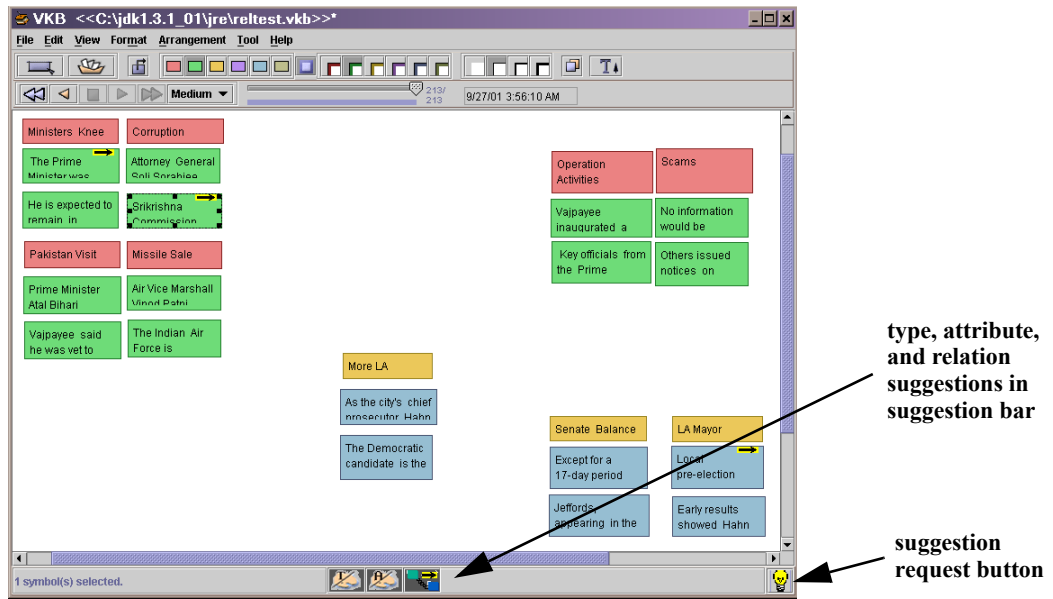 VKB <<C:\jdk1.3.1_01\jre\reltest.vkb>>*
File Edit View Format Arrangement Tool Help
T
Medium
213/
213
9/27/01 3:56:10 AM
Ministers Knee
Corruption
The Prime
Minister was
Attorney General
Soli Sorabjee
He is expected to
remain in
Srikrishna
Commission
Pakistan Visit
Missile Sale
Prime Minister
Atal Bihari
Air Vice Marshall
Vinod Patni
Vajpayee said
he was yet to
The Indian Air
Force is
Operation
Activities
Scams
Vajpayee
inaugurated a
No information
would be
Key officials from
the Prime
Others issued
notices on
More LA
As the city's chief
prosecutor Hahn
The Democratic
candidate is the
Senate Balance
LA Mayor
Except for a
17-day period
Local
pre-election
Jeffords,
appearing in the
Early results
showed Hahn
1 symbol(s) selected.
T
A
type, attribute,
and relation
suggestions in
suggestion bar
suggestion
request button